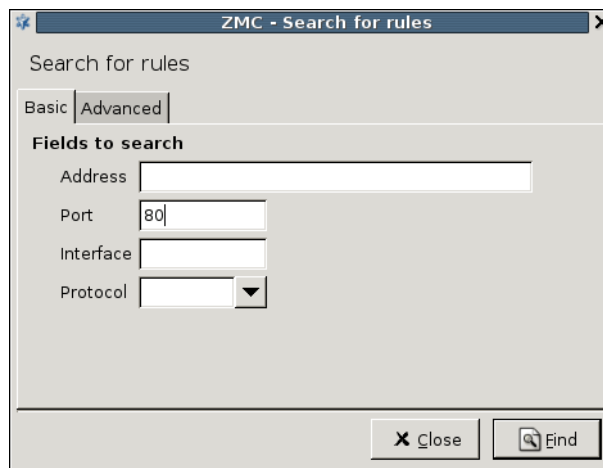 ZMC - Search for rules
Search for rules
Basic Advanced
Fields to search
Address
Port 80
Interface
Protocol
Close Find